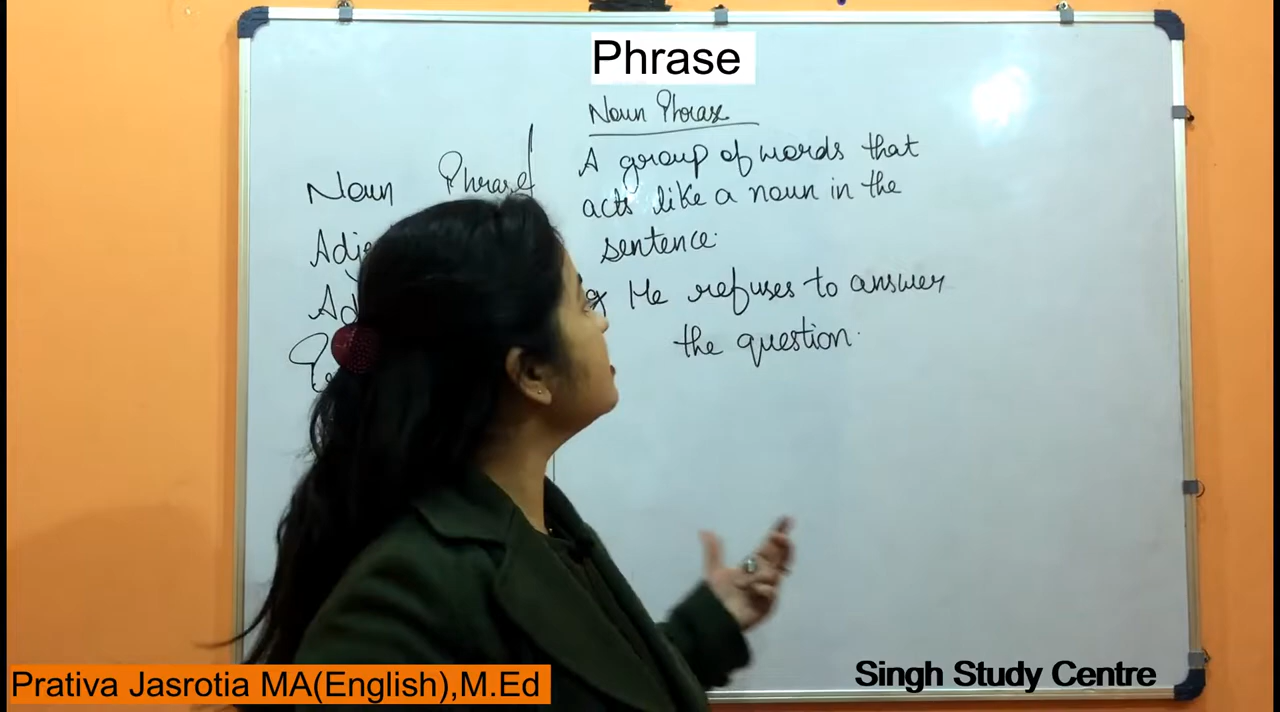 Phrase
Noun Phrase
A group of words that
acts like a noun in the
sentence.
He refuses to answer
the question.
Noun Phrase
Prativa Jasrotia MA(English),M.Ed
Singh Study Centre